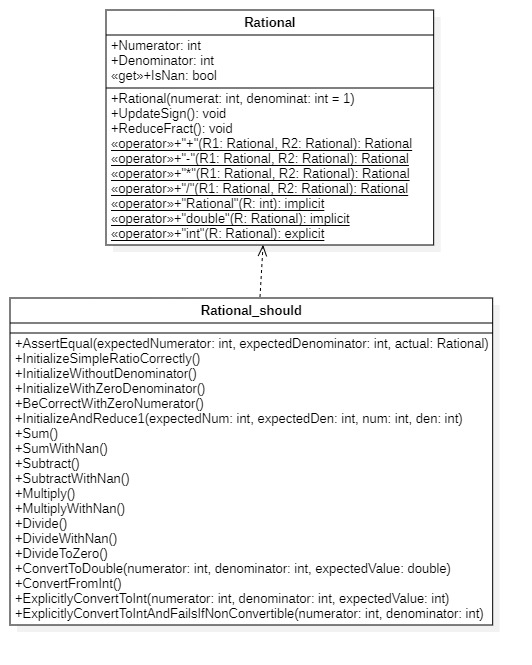 Rational
+Numerator: int
+Denominator: int
«get»+IsNan: bool
+Rational(numerat: int, denominat: int = 1)
+UpdateSign(): void
+ReduceFract(): void
«operator»+"+"(R1: Rational, R2: Rational): Rational
«operator»+"-"(R1: Rational, R2: Rational): Rational
«operator»+"*"(R1: Rational, R2: Rational): Rational
«operator»+"/"(R1: Rational, R2: Rational): Rational
«operator»+"Rational"(R: int): implicit
«operator»+"double"(R: Rational): implicit
«operator»+"int"(R: Rational): explicit
Rational_should
+AssertEqual(expectedNumerator: int, expectedDenominator: int, actual: Rational)
+InitializeSimpleRatioCorrectly()
+InitializeWithoutDenominator()
+InitializeWithZeroDenominator()
+BeCorrectWithZeroNumerator()
+InitializeAndReduce1(expectedNum: int, expectedDen: int, num: int, den: int)
+Sum()
+SumWithNan()
+Subtract()
+SubtractWithNan()
+Multiply()
+MultiplyWithNan()
+Divide()
+DivideWithNan()
+DivideToZero()
+ConvertToDouble(numerator: int, denominator: int, expectedValue: double)
+ConvertFromInt()
+ExplicitlyConvertToInt(numerator: int, denominator: int, expectedValue: int)
+ExplicitlyConvertToIntAndFailsIfNonConvertible(numerator: int, denominator: int)